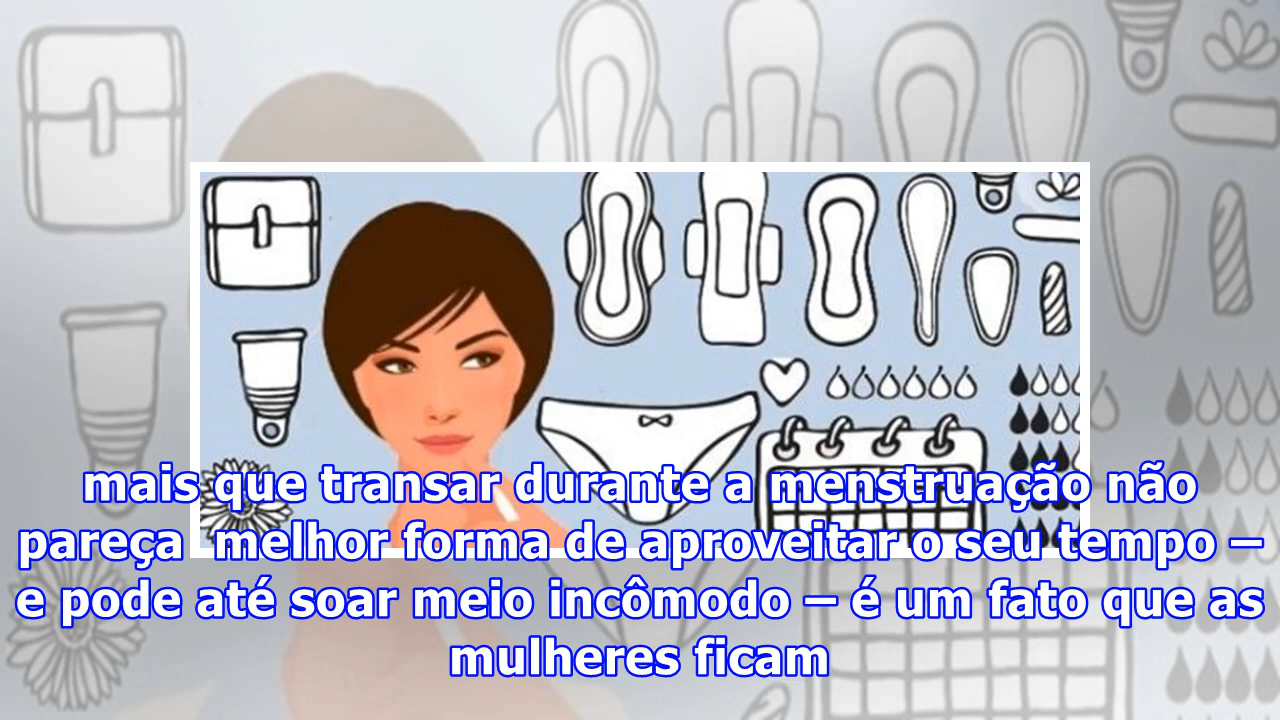 mais que transar durante a menstruação não
pareça  melhor forma de aproveitar o seu tempo –
e pode até soar meio incômodo – é um fato que as
mulheres ficam